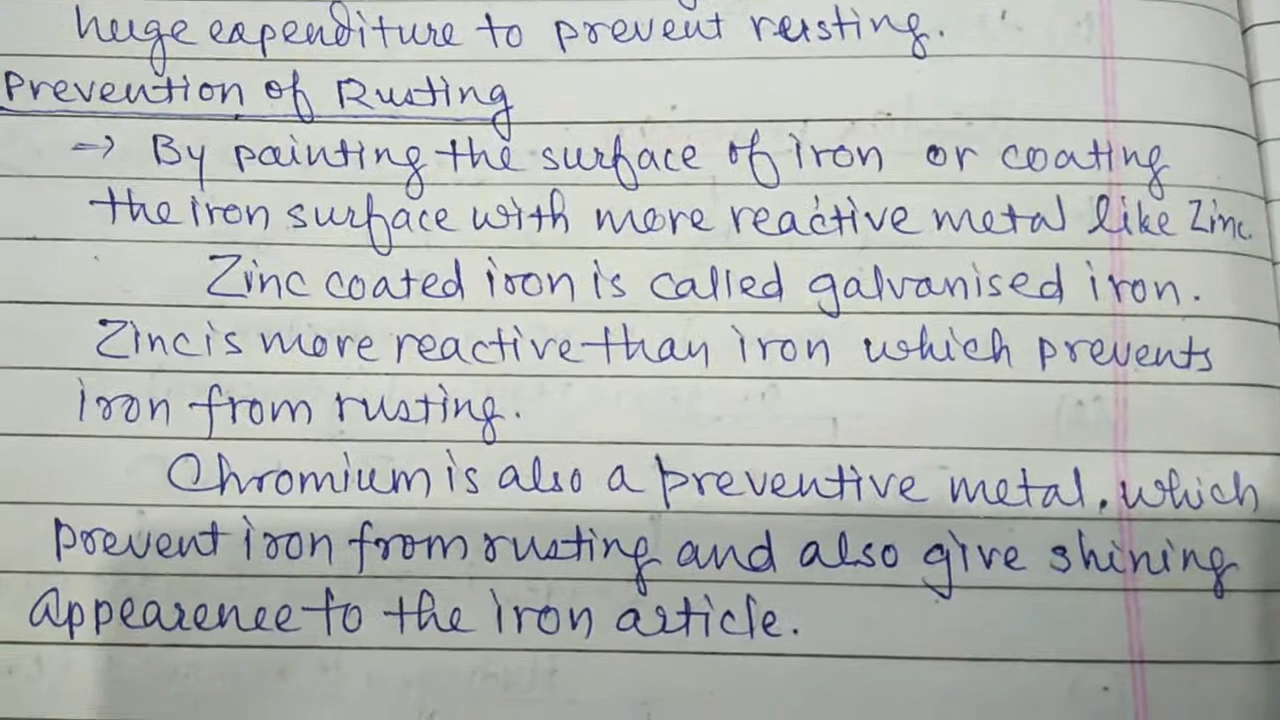 huge expenditure to prevent rusting.
Prevention of Rusting
→ By painting the surface of iron or coating
the iron surface with more reactive metal like Zinc.
Zinc coated iron is called galvanised iron.
Zinc is more reactive than iron which prevents
iron from rusting.
Chromium is also a preventive metal, which
prevent iron from rusting and also give shining
appearence to the iron article.